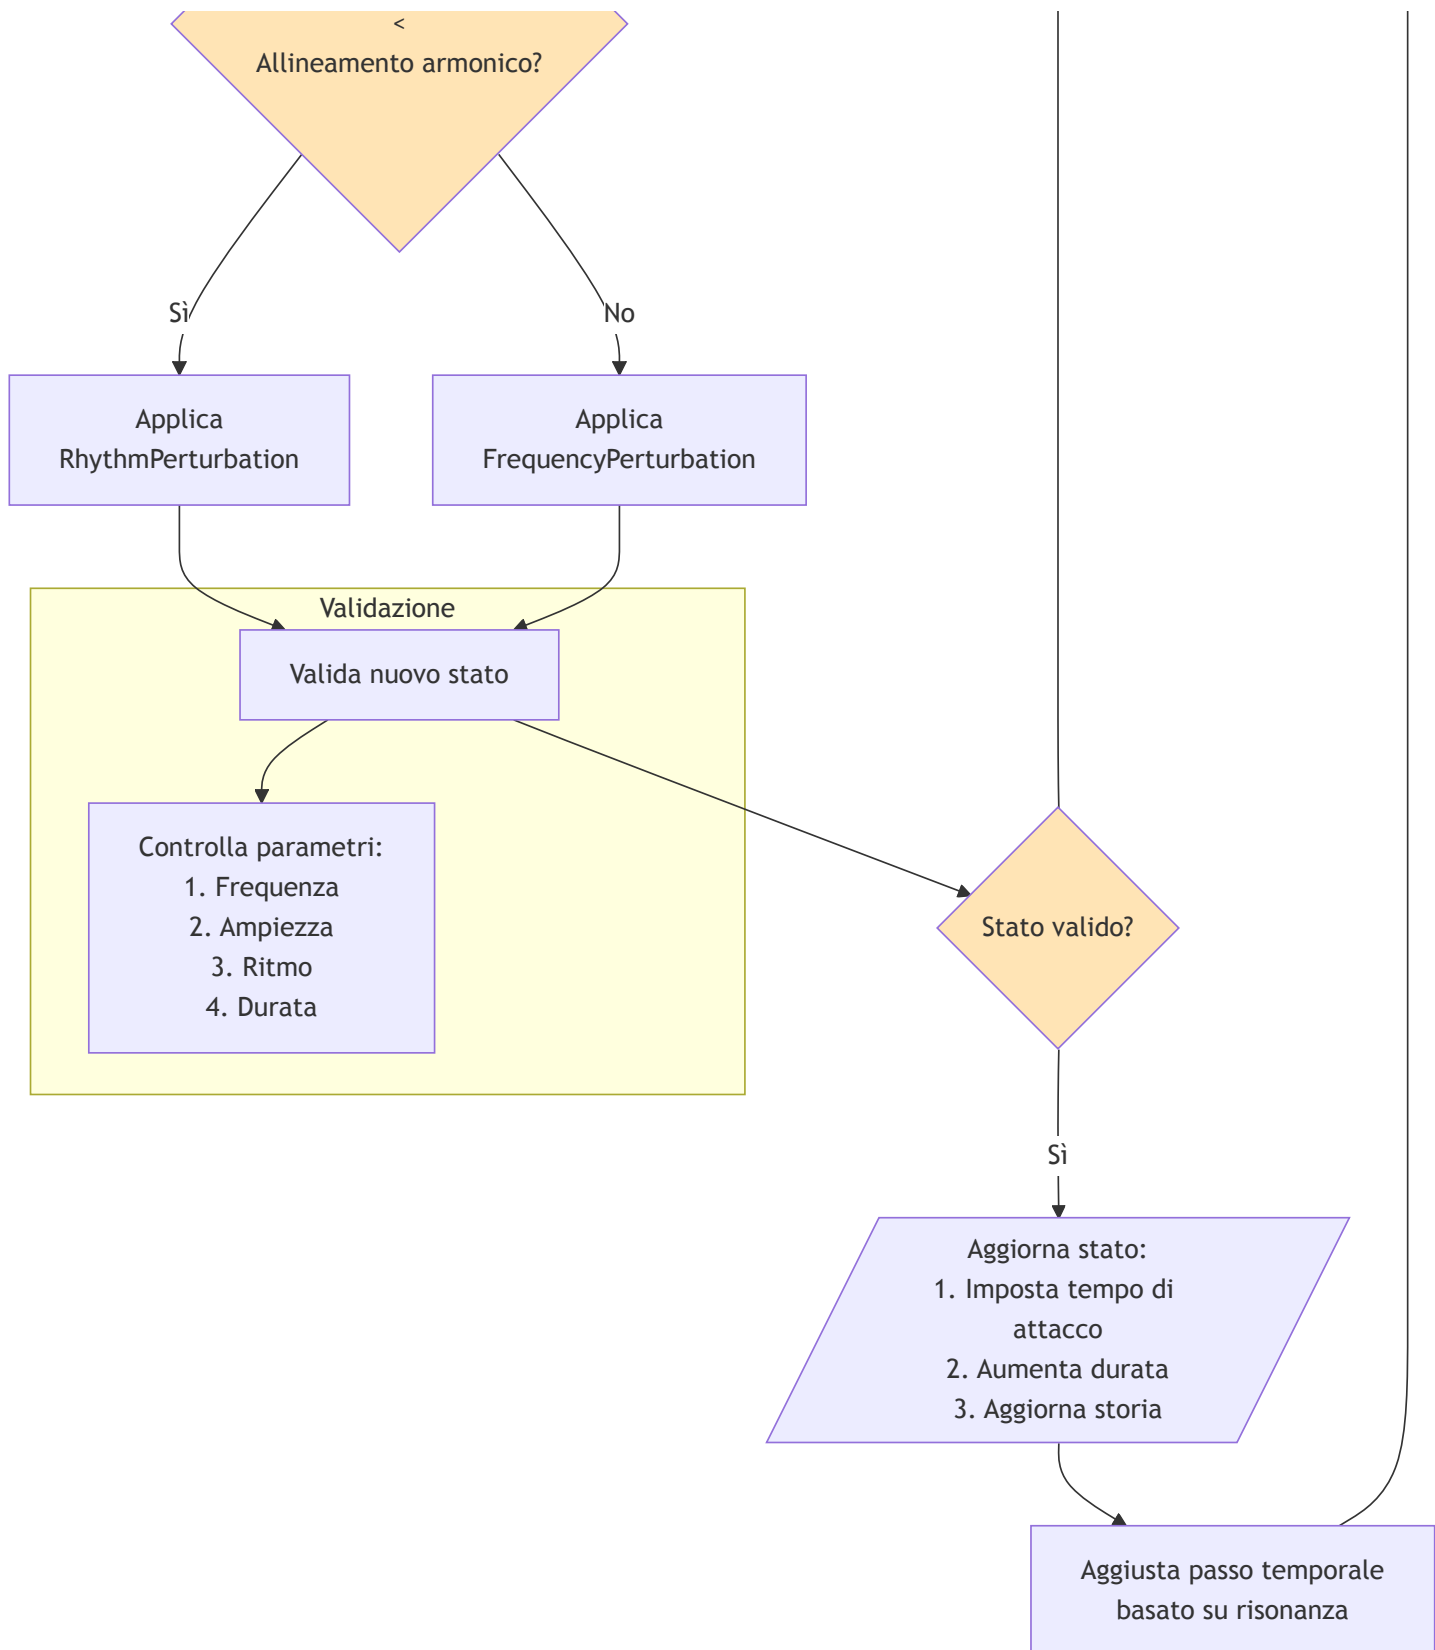 <
Allineamento armonico?
Sì
No
Applica
RhythmPerturbation
Applica
FrequencyPerturbation
Validazione
Valida nuovo stato
Controlla parametri:
1. Frequenza
2. Ampiezza
3. Ritmo
4. Durata
Stato valido?
Sì
Aggiorna stato:
1. Imposta tempo di
attacco
2. Aumenta durata
3. Aggiorna storia
Aggiusta passo temporale
basato su risonanza